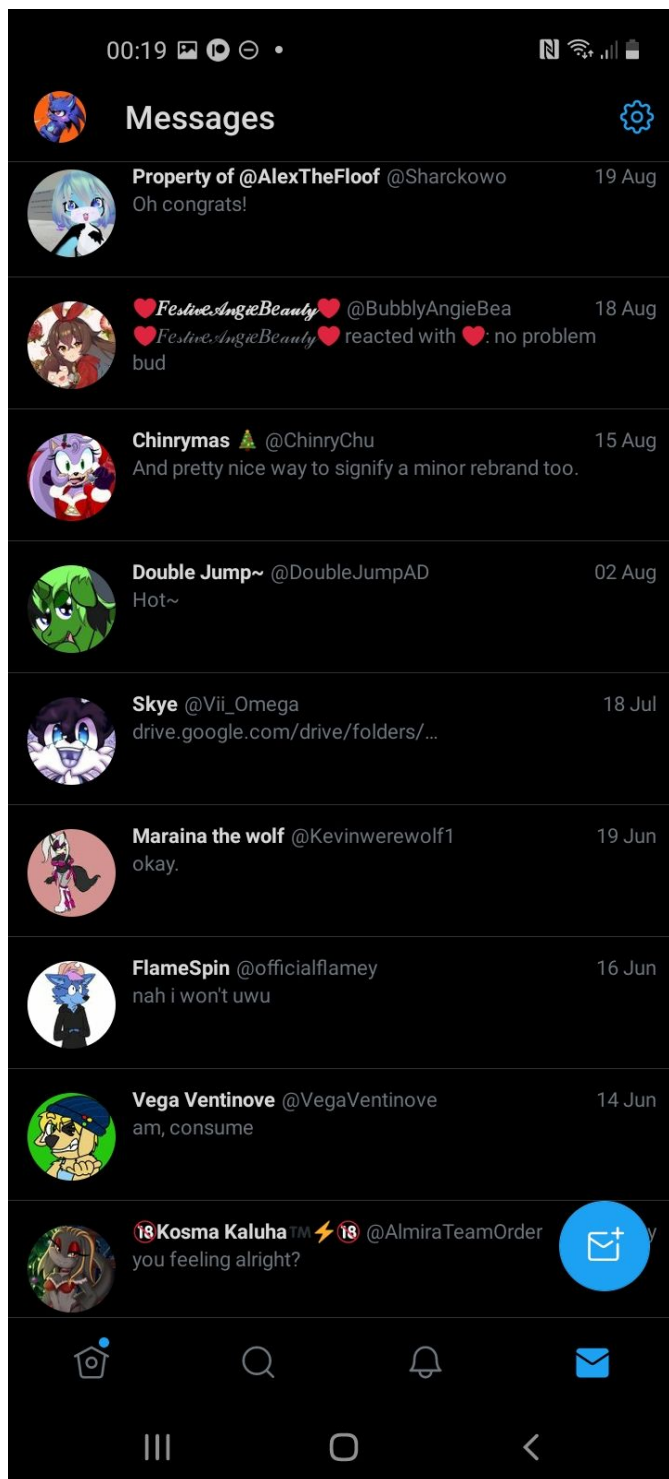 00:19
Messages
Property of @AlexTheFloof @Sharckowo 19 Aug
Oh congrats!
❤️FestiveAngieBeauty❤️ @BubblyAngieBea 18 Aug
❤️FestiveAngieBeauty❤️ reacted with ❤️: no problem
bud
Chinrymas 🎄 @ChinryChu 15 Aug
And pretty nice way to signify a minor rebrand too.
Double Jump~ @DoubleJumpAD 02 Aug
Hot~
Skye @Vii_Omega 18 Jul
drive.google.com/drive/folders/…
Maraina the wolf @Kevinwerewolf1 19 Jun
okay.
FlameSpin @officialflamey 16 Jun
nah i won't uwu
Vega Ventinove @VegaVentinove 14 Jun
am, consume
🔞Kosma Kaluha™⚡🔞 @AlmiraTeamOrder
you feeling alright?